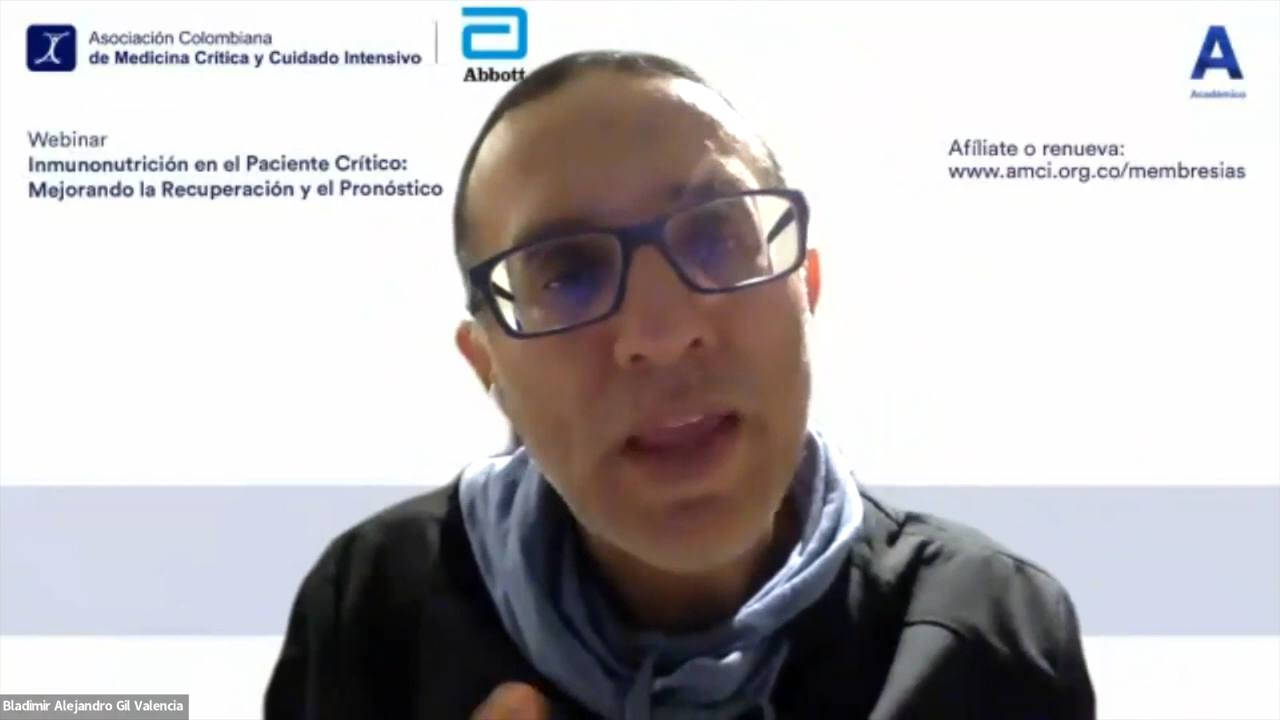 Asociación Colombiana
de Medicina Crítica y Cuidado Intensivo
Abbott
A
Académico
Webinar
Inmunonutrición en el Paciente Crítico:
Mejorando la Recuperación y el Pronóstico
Afíliate o renueva:
www.amci.org.co/membresias
Bladimir Alejandro Gil Valencia